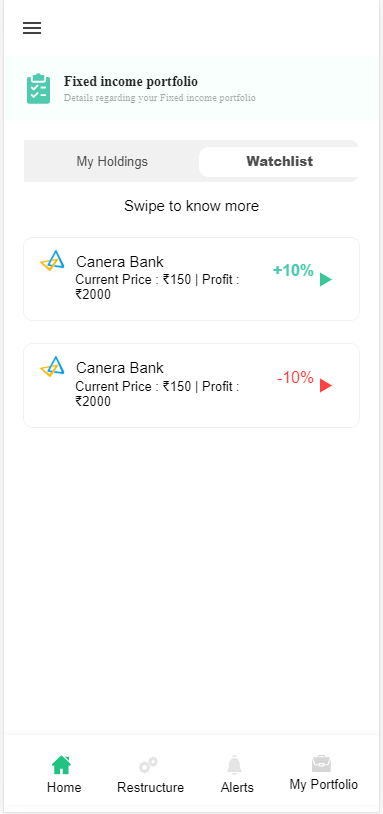 Fixed income portfolio
Details regarding your Fixed income portfolio
My Holdings
Watchlist
Swipe to know more
Canera Bank
+10%
Current Price : ₹150 | Profit :
₹2000
Canera Bank
-10%
Current Price : ₹150 | Profit :
₹2000
Home
Restructure
Alerts
My Portfolio